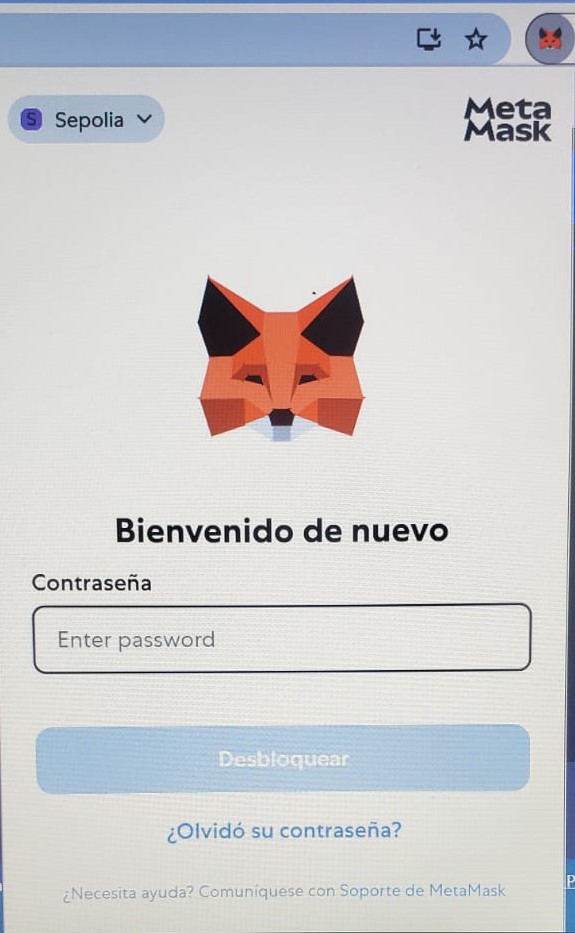 S Sepolia
Meta
Mask
Bienvenido de nuevo
Contraseña
Enter password
Desbloquear
¿Olvidó su contraseña?
¿Necesita ayuda? Comuníquese con Soporte de MetaMask
P